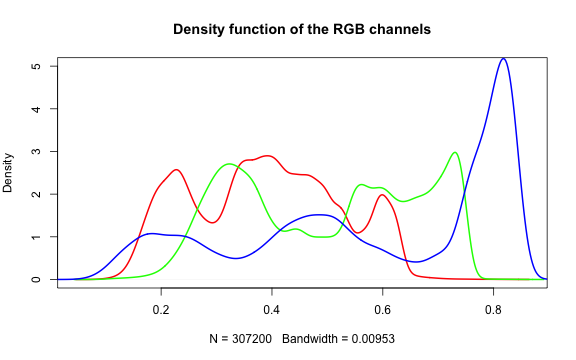 Density function of the RGB channels
Density
5
4
3
2
1
0
0.2 0.4 0.6 0.8
N = 307200 Bandwidth = 0.00953